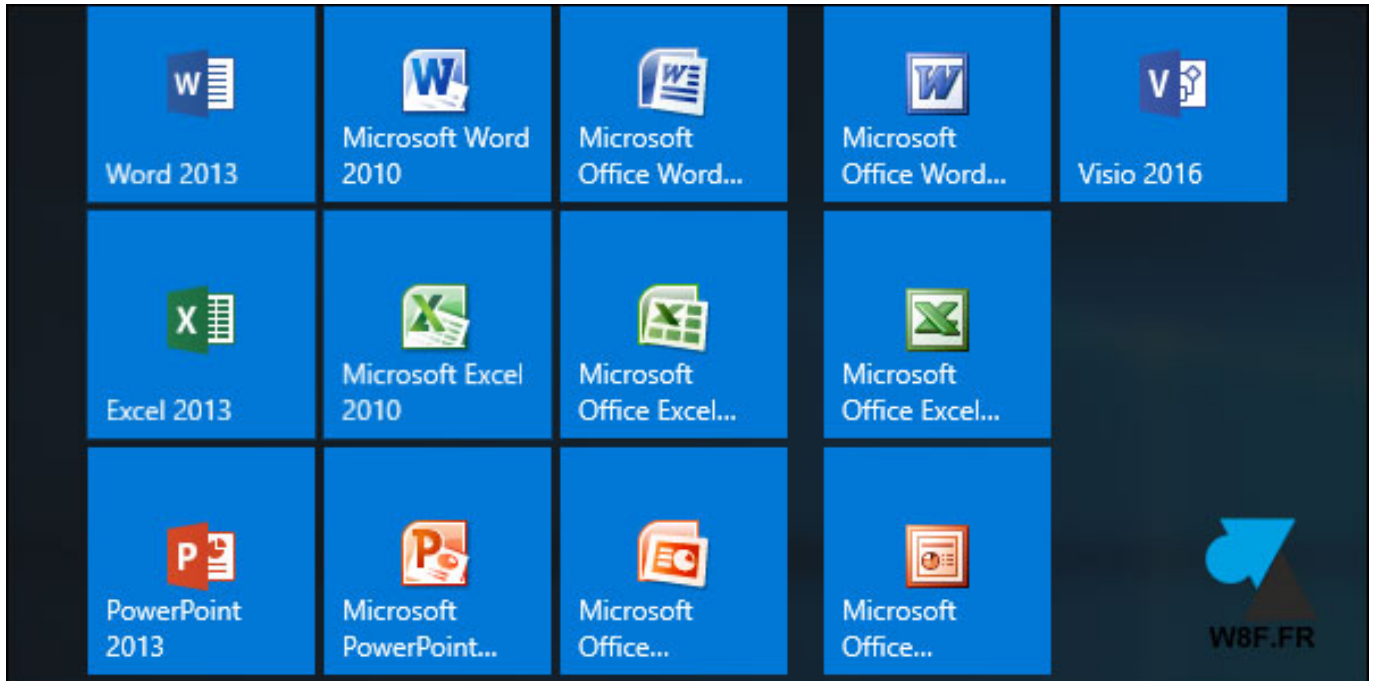 Word 2013
Microsoft Word
2010
Microsoft
Office Word...
Microsoft
Office Word...
Visio 2016
Excel 2013
Microsoft Excel
2010
Microsoft
Office Excel...
Microsoft
Office Excel...
PowerPoint
2013
Microsoft
PowerPoint...
Microsoft
Office...
Microsoft
Office...
W8F.FR